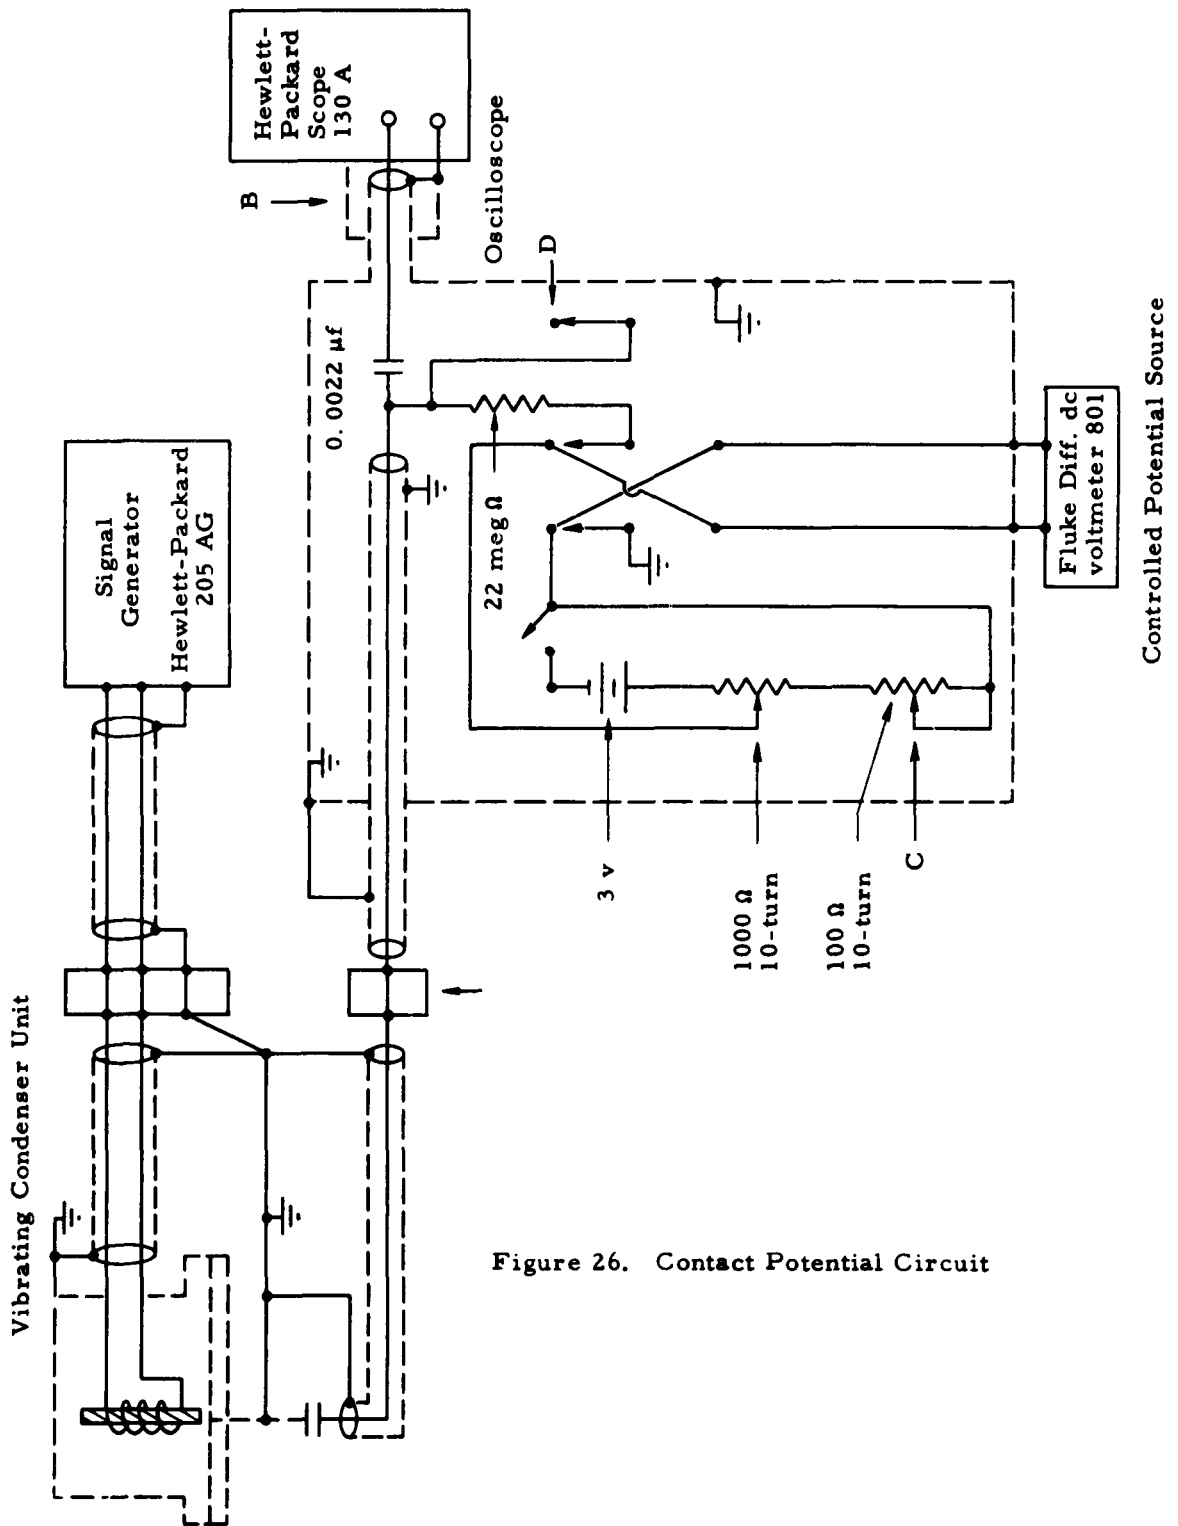 Vibrating Condenser Unit
Signal
Generator
Hewlett-Packard
205 AG
Hewlett-
Packard
Scope
130 A
B
Oscilloscope
0.0022 µf
D
22 meg Ω
3 v
1000 Ω
10-turn
100 Ω
10-turn
C
Fluke Diff. dc
voltmeter 801
Controlled Potential Source
Figure 26. Contact Potential Circuit